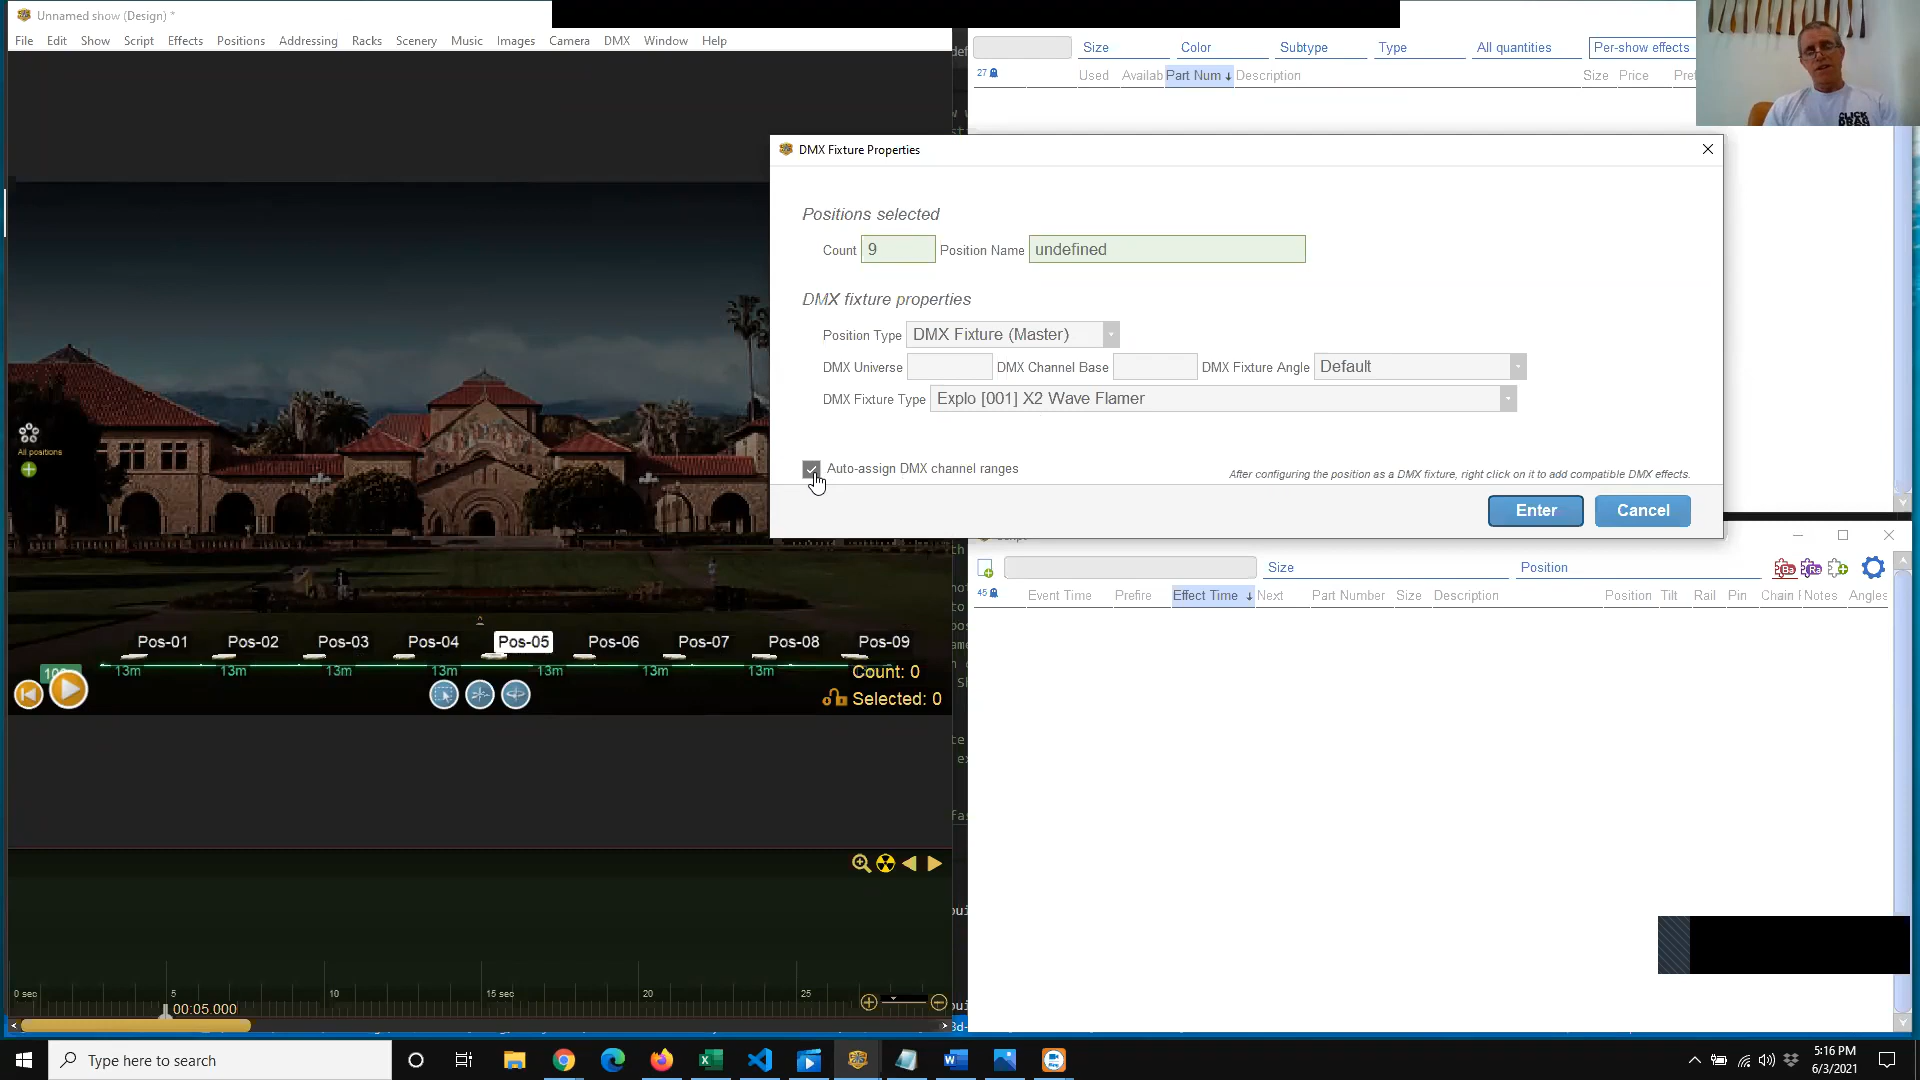 Unnamed show (Design) *
File Edit Show Script Effects Positions Addressing Racks Scenery Music Images Camera DMX Window Help
Size Color Subtype Type All quantities Per-show effects
27 Used Availab Part Num Description Size Price Pref
CLICK
DRAG
DMX Fixture Properties
Positions selected
Count 9 Position Name undefined
DMX fixture properties
Position Type DMX Fixture (Master)
DMX Universe DMX Channel Base DMX Fixture Angle Default
DMX Fixture Type Explo [001] X2 Wave Flamer
Auto-assign DMX channel ranges
After configuring the position as a DMX fixture, right click on it to add compatible DMX effects.
Enter Cancel
All positions
Size Position
45 Event Time Prefire Effect Time Next Part Number Size Description Position Tilt Rail Pin Chain Notes Angles
Pos-01 Pos-02 Pos-03 Pos-04 Pos-05 Pos-06 Pos-07 Pos-08 Pos-09
13m 13m 13m 13m 13m 13m 13m
Count: 0
Selected: 0
0 sec 5 10 15 sec 20 25
00:05.000
Type here to search
5:16 PM
6/3/2021